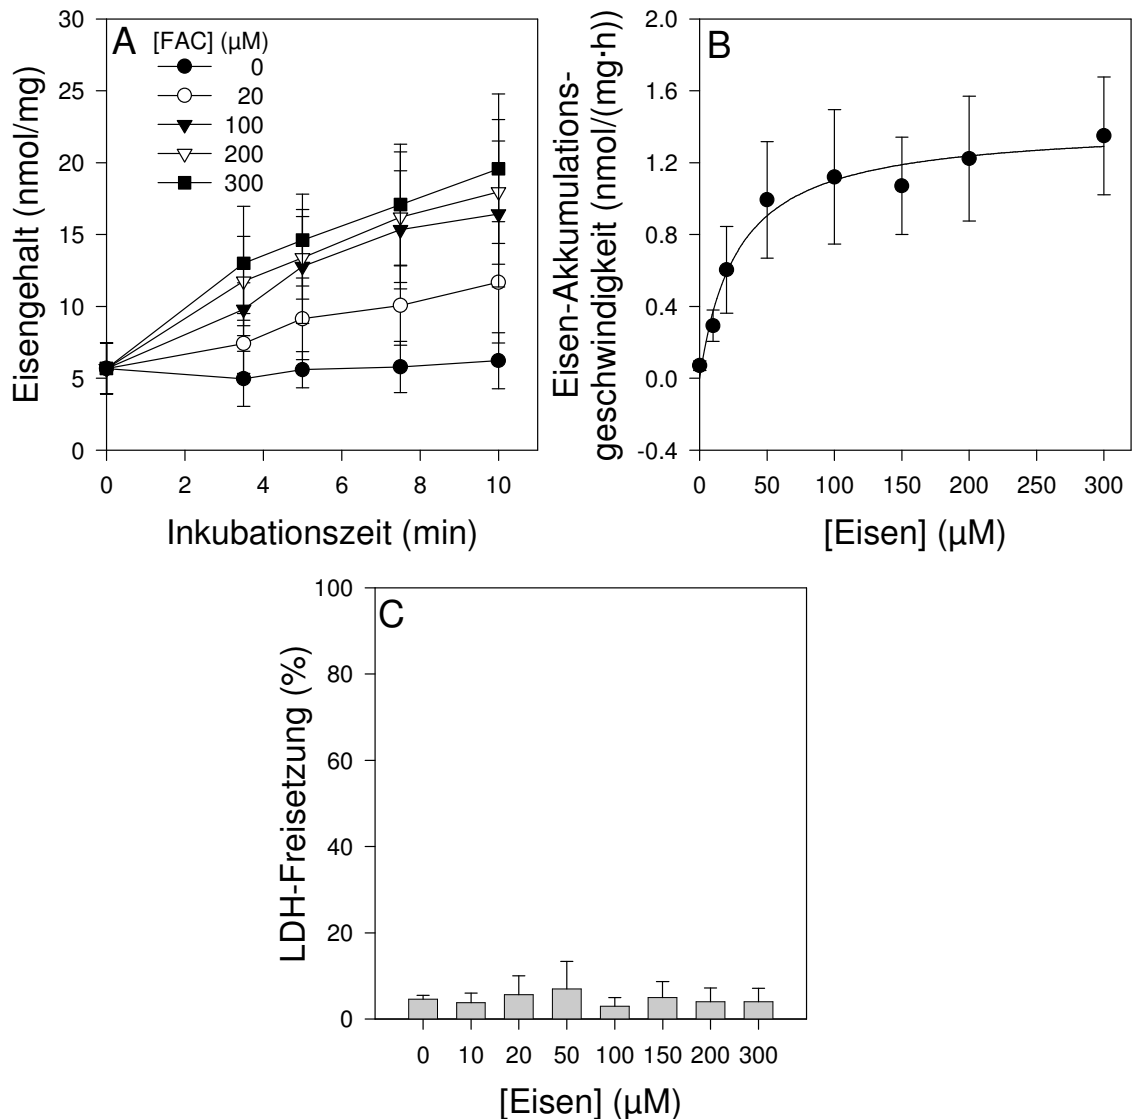 A
[FAC] (µM)
0
20
100
200
300
Eisengehalt (nmol/mg)
30
25
20
15
10
5
0
0 2 4 6 8 10
Inkubationszeit (min)
B
Eisen-Akkumulations-
geschwindigkeit (nmol/(mg·h))
2.0
1.6
1.2
0.8
0.4
0.0
-0.4
0 50 100 150 200 250 300
[Eisen] (µM)
C
LDH-Freisetzung (%)
100
80
60
40
20
0
0 10 20 50 100 150 200 300
[Eisen] (µM)